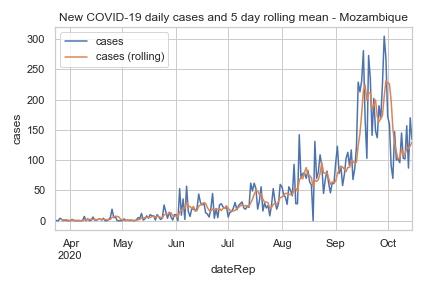 New COVID-19 daily cases and 5 day rolling mean - Mozambique
cases
cases (rolling)
300
250
200
150
100
50
0
cases
Apr
2020
May
Jun
Jul
Aug
Sep
Oct
dateRep